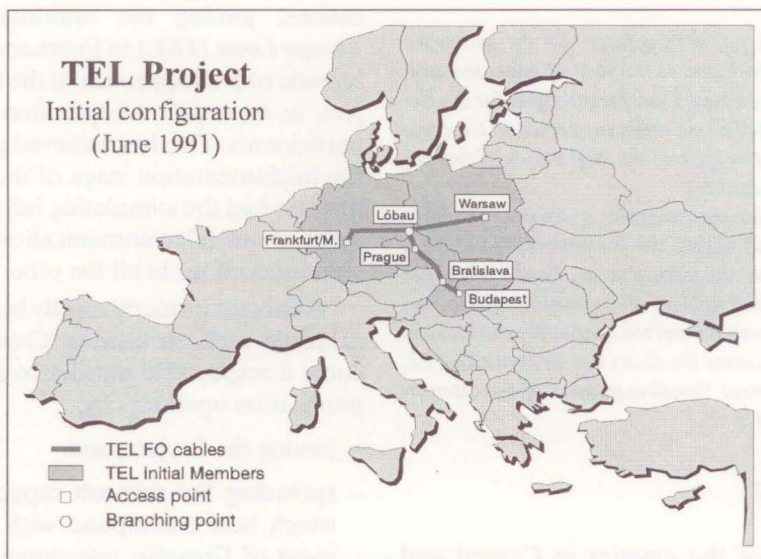 TEL Project
Initial configuration
(June 1991)
Warsaw
Löbau
Frankfurt/M.
Prague
Bratislava
Budapest
TEL FO cables
TEL Initial Members
Access point
Branching point